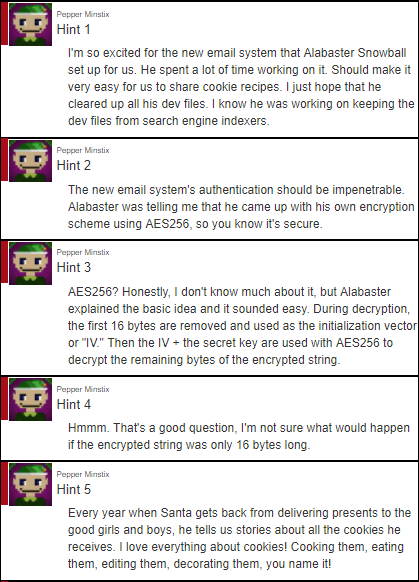 Pepper Minstix
Hint 1
I'm so excited for the new email system that Alabaster Snowball
set up for us. He spent a lot of time working on it. Should make it
very easy for us to share cookie recipes. I just hope that he
cleared up all his dev files. I know he was working on keeping the
dev files from search engine indexers.
Pepper Minstix
Hint 2
The new email system's authentication should be impenetrable.
Alabaster was telling me that he came up with his own encryption
scheme using AES256, so you know it's secure.
Pepper Minstix
Hint 3
AES256? Honestly, I don't know much about it, but Alabaster
explained the basic idea and it sounded easy. During decryption,
the first 16 bytes are removed and used as the initialization vector
or "IV." Then the IV + the secret key are used with AES256 to
decrypt the remaining bytes of the encrypted string.
Pepper Minstix
Hint 4
Hmmm. That's a good question, I'm not sure what would happen
if the encrypted string was only 16 bytes long.
Pepper Minstix
Hint 5
Every year when Santa gets back from delivering presents to the
good girls and boys, he tells us stories about all the cookies he
receives. I love everything about cookies! Cooking them, eating
them, editing them, decorating them, you name it!